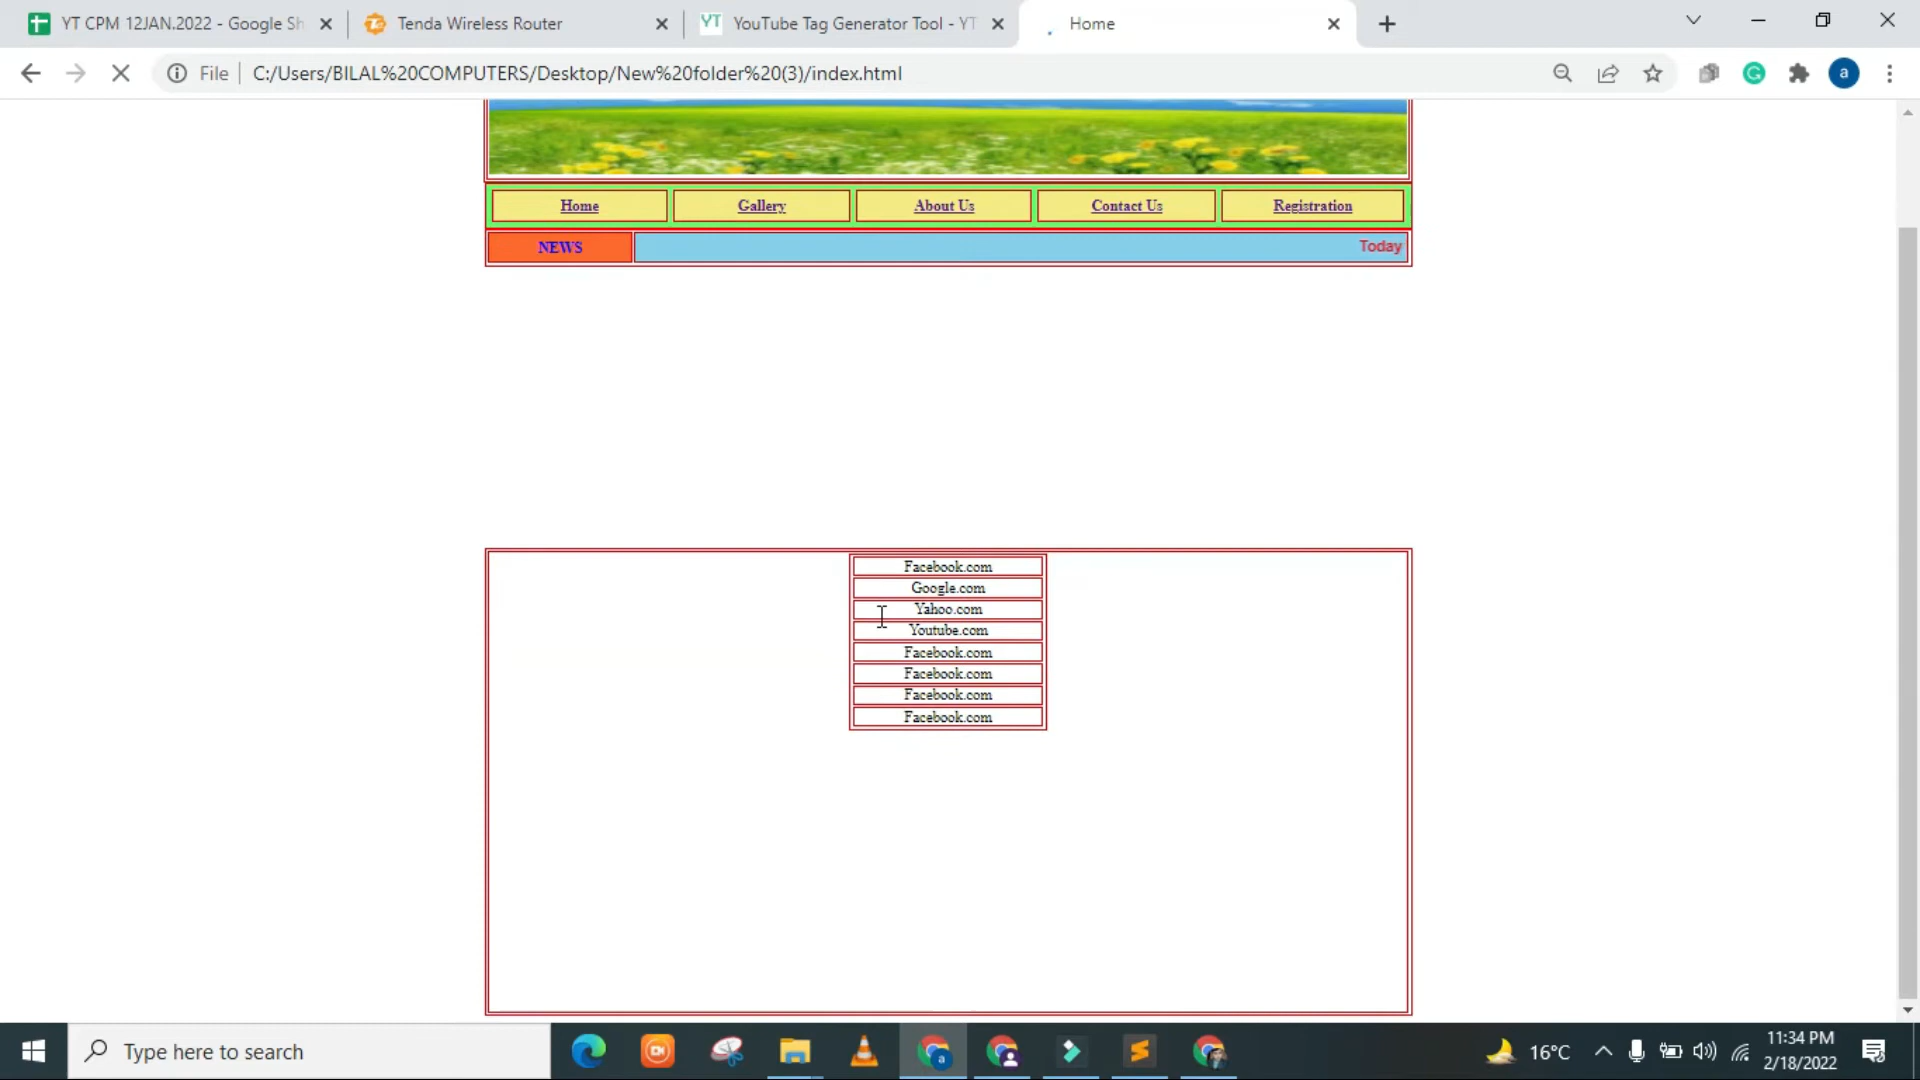 YT CPM 12JAN.2022 - Google Sh
Tenda Wireless Router
YT
YouTube Tag Generator Tool - YT
Home
File
C:/Users/BILAL%20COMPUTERS/Desktop/New%20folder%20(3)/index.html
a
Home
Gallery
About Us
Contact Us
Registration
NEWS
Today
Facebook.com
Google.com
Yahoo.com
Youtube.com
Facebook.com
Facebook.com
Facebook.com
Facebook.com
Type here to search
a
16°C
11:34 PM
2/18/2022